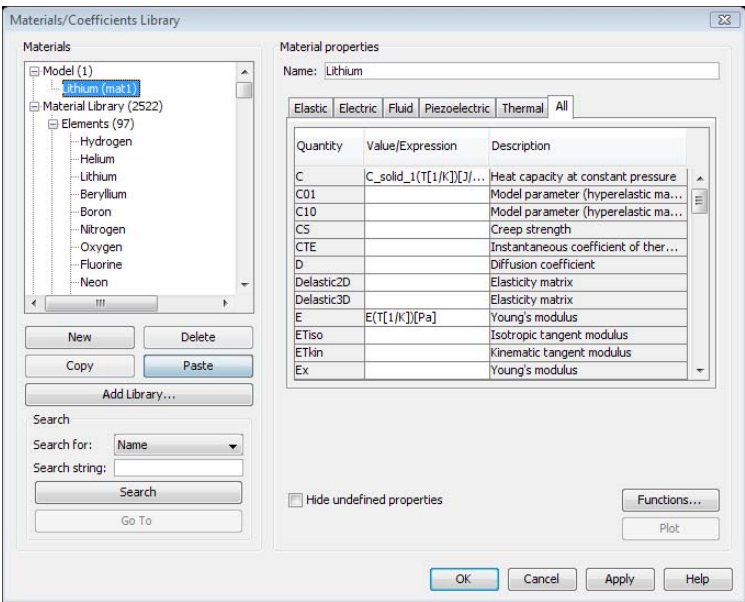 Materials/Coefficients Library
Materials
Model (1)
Lithium (mat1)
Material Library (2522)
Elements (97)
Hydrogen
Helium
Lithium
Beryllium
Boron
Nitrogen
Oxygen
Fluorine
Neon
New Delete
Copy Paste
Add Library...
Search
Search for: Name
Search string:
Search
Go To
Material properties
Name: Lithium
Elastic Electric Fluid Piezoelectric Thermal All
Quantity Value/Expression Description
C C_solid_1(T[1/K])[J/... Heat capacity at constant pressure
C01 Model parameter (hyperelastic ma...
C10 Model parameter (hyperelastic ma...
CS Creep strength
CTE Instantaneous coefficient of ther...
D Diffusion coefficient
Delastic2D Elasticity matrix
Delastic3D Elasticity matrix
E E(T[1/K])[Pa] Young's modulus
ETiso Isotropic tangent modulus
ETkin Kinematic tangent modulus
Ex Young's modulus
Hide undefined properties
Functions...
Plot
OK Cancel Apply Help